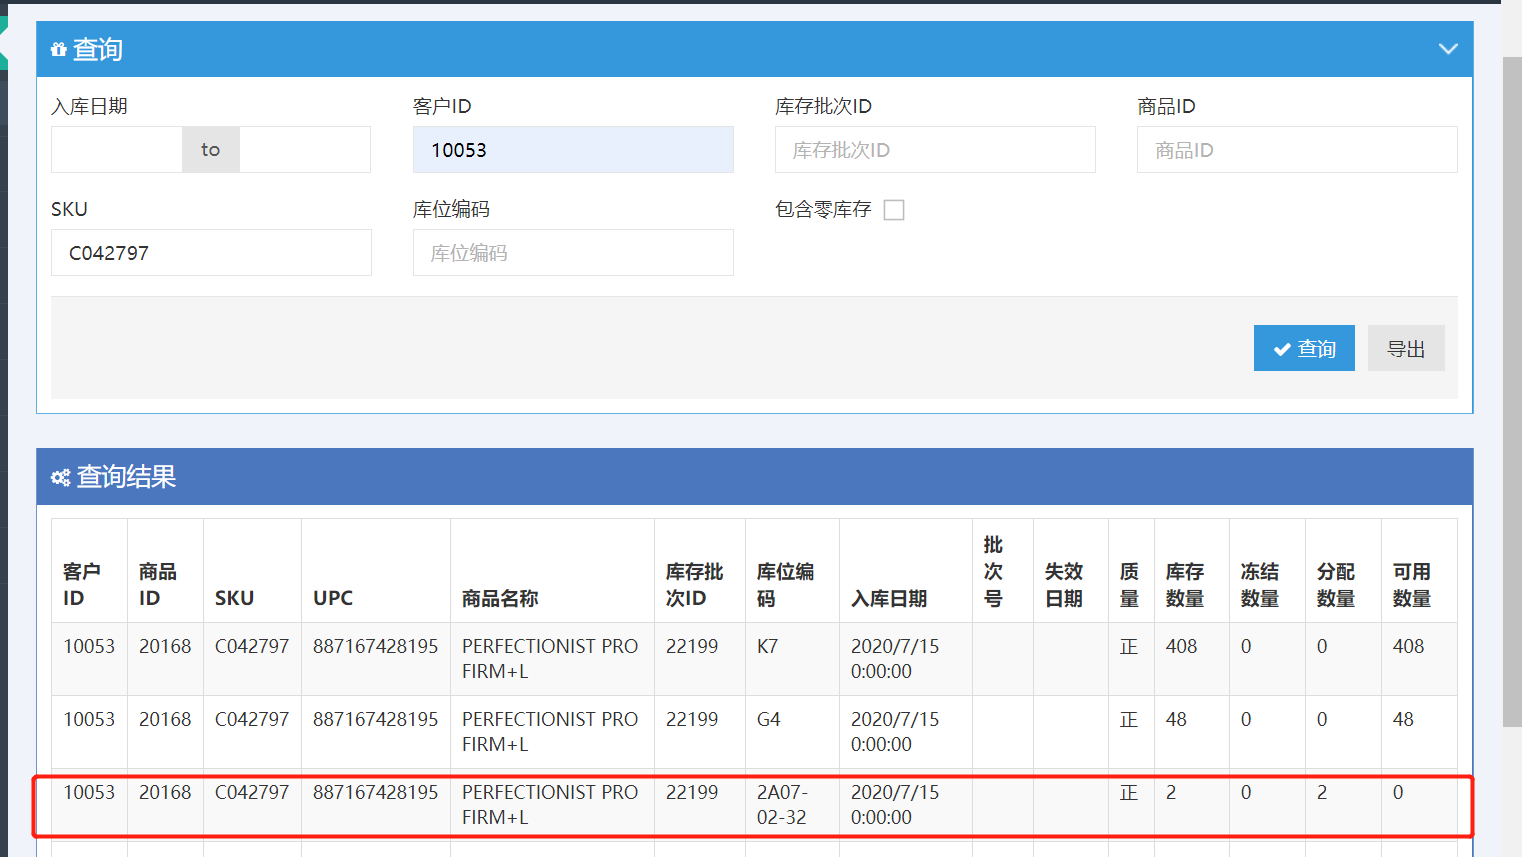 查询
入库日期
客户ID
库存批次ID
商品ID
to
10053
库存批次ID
商品ID
SKU
库位编码
包含零库存
C042797
库位编码
查询
导出
查询结果
客户ID
商品ID
SKU
UPC
商品名称
库存批次ID
库位编码
入库日期
批次号
失效日期
质量
库存数量
冻结数量
分配数量
可用数量
10053 20168 C042797 887167428195 PERFECTIONIST PRO 22199 K7 2020/7/15 正 408 0 0 408
FIRM+L 0:00:00
10053 20168 C042797 887167428195 PERFECTIONIST PRO 22199 G4 2020/7/15 正 48 0 0 48
FIRM+L 0:00:00
10053 20168 C042797 887167428195 PERFECTIONIST PRO 22199 2A07- 2020/7/15 正 2 0 2 0
FIRM+L 02-32 0:00:00